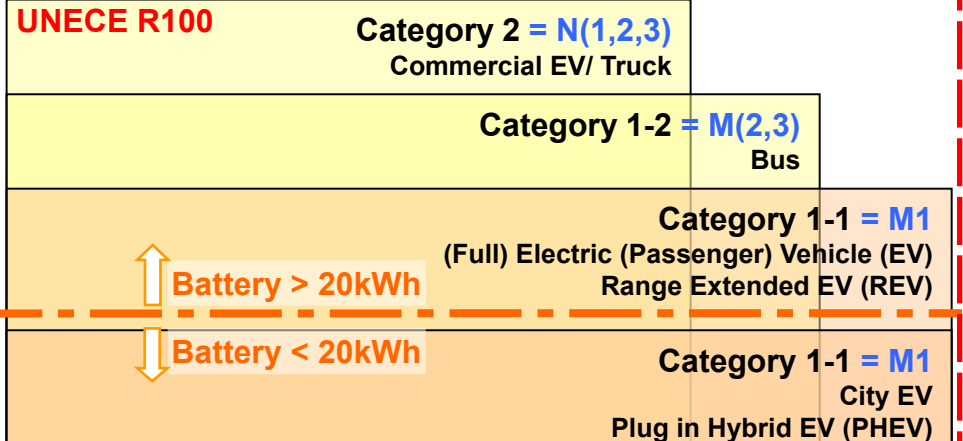 UNECE R100
Category 2 = N(1,2,3)
Commercial EV/ Truck
Category 1-2 = M(2,3)
Bus
Category 1-1 = M1
(Full) Electric (Passenger) Vehicle (EV)
Range Extended EV (REV)
Battery > 20kWh
Battery < 20kWh
Category 1-1 = M1
City EV
Plug in Hybrid EV (PHEV)